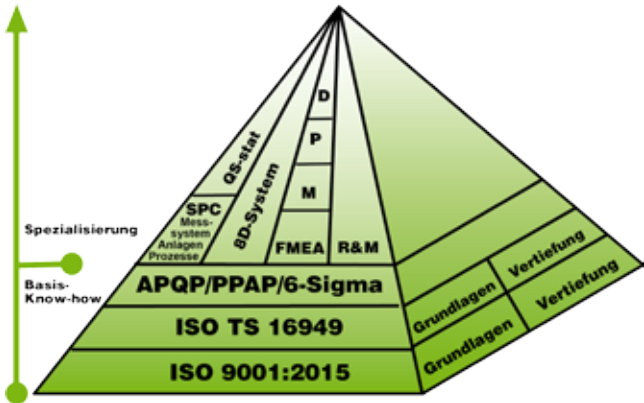 D
P
M
FMEA
R&M
QS-stat
8D-System
SPC
Mess-
system
Anlagen
Prozesse
Spezialisierung
Basis-
Know-how
APQP/PPAP/6-Sigma
ISO TS 16949
ISO 9001:2015
Grundlagen
Vertiefung
Grundlagen
Vertiefung